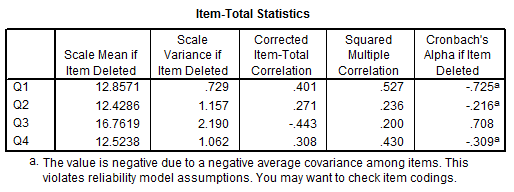 Item-Total Statistics
Scale Mean if Item Deleted Scale Variance if Item Deleted Corrected Item-Total Correlation Squared Multiple Correlation Cronbach's Alpha if Item Deleted
Q1 12.8571 .729 .401 .527 -.725a
Q2 12.4286 1.157 .271 .236 -.216a
Q3 16.7619 2.190 -.443 .200 .708
Q4 12.5238 1.062 .308 .430 -.309a
a. The value is negative due to a negative average covariance among items. This
violates reliability model assumptions. You may want to check item codings.